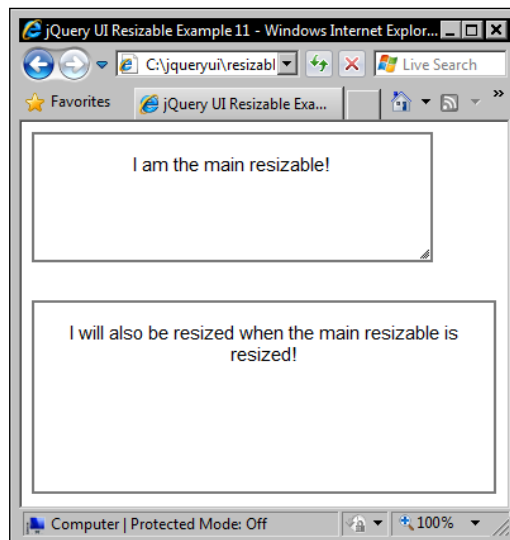 jQuery UI Resizable Example 11 - Windows Internet Explor...
C:\jqueryui\resizabl
Live Search
Favorites
jQuery UI Resizable Exa...
»
I am the main resizable!
I will also be resized when the main resizable is
resized!
Computer | Protected Mode: Off
100%